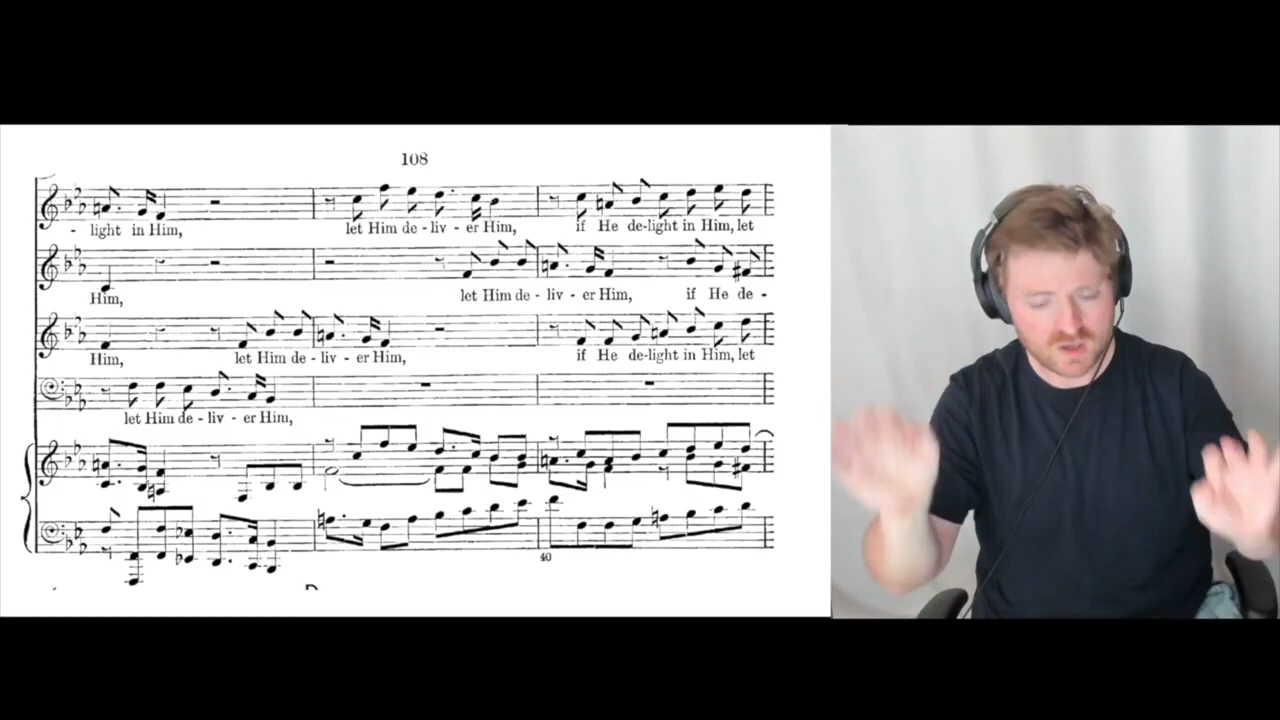 108
- light in Him, let Him de - liv - er Him, if He de-light in Him, let
Him, let Him de - liv - er Him, if He de -
Him, let Him de - liv - er Him, if He de-light in Him, let
let Him de - liv - er Him,
40